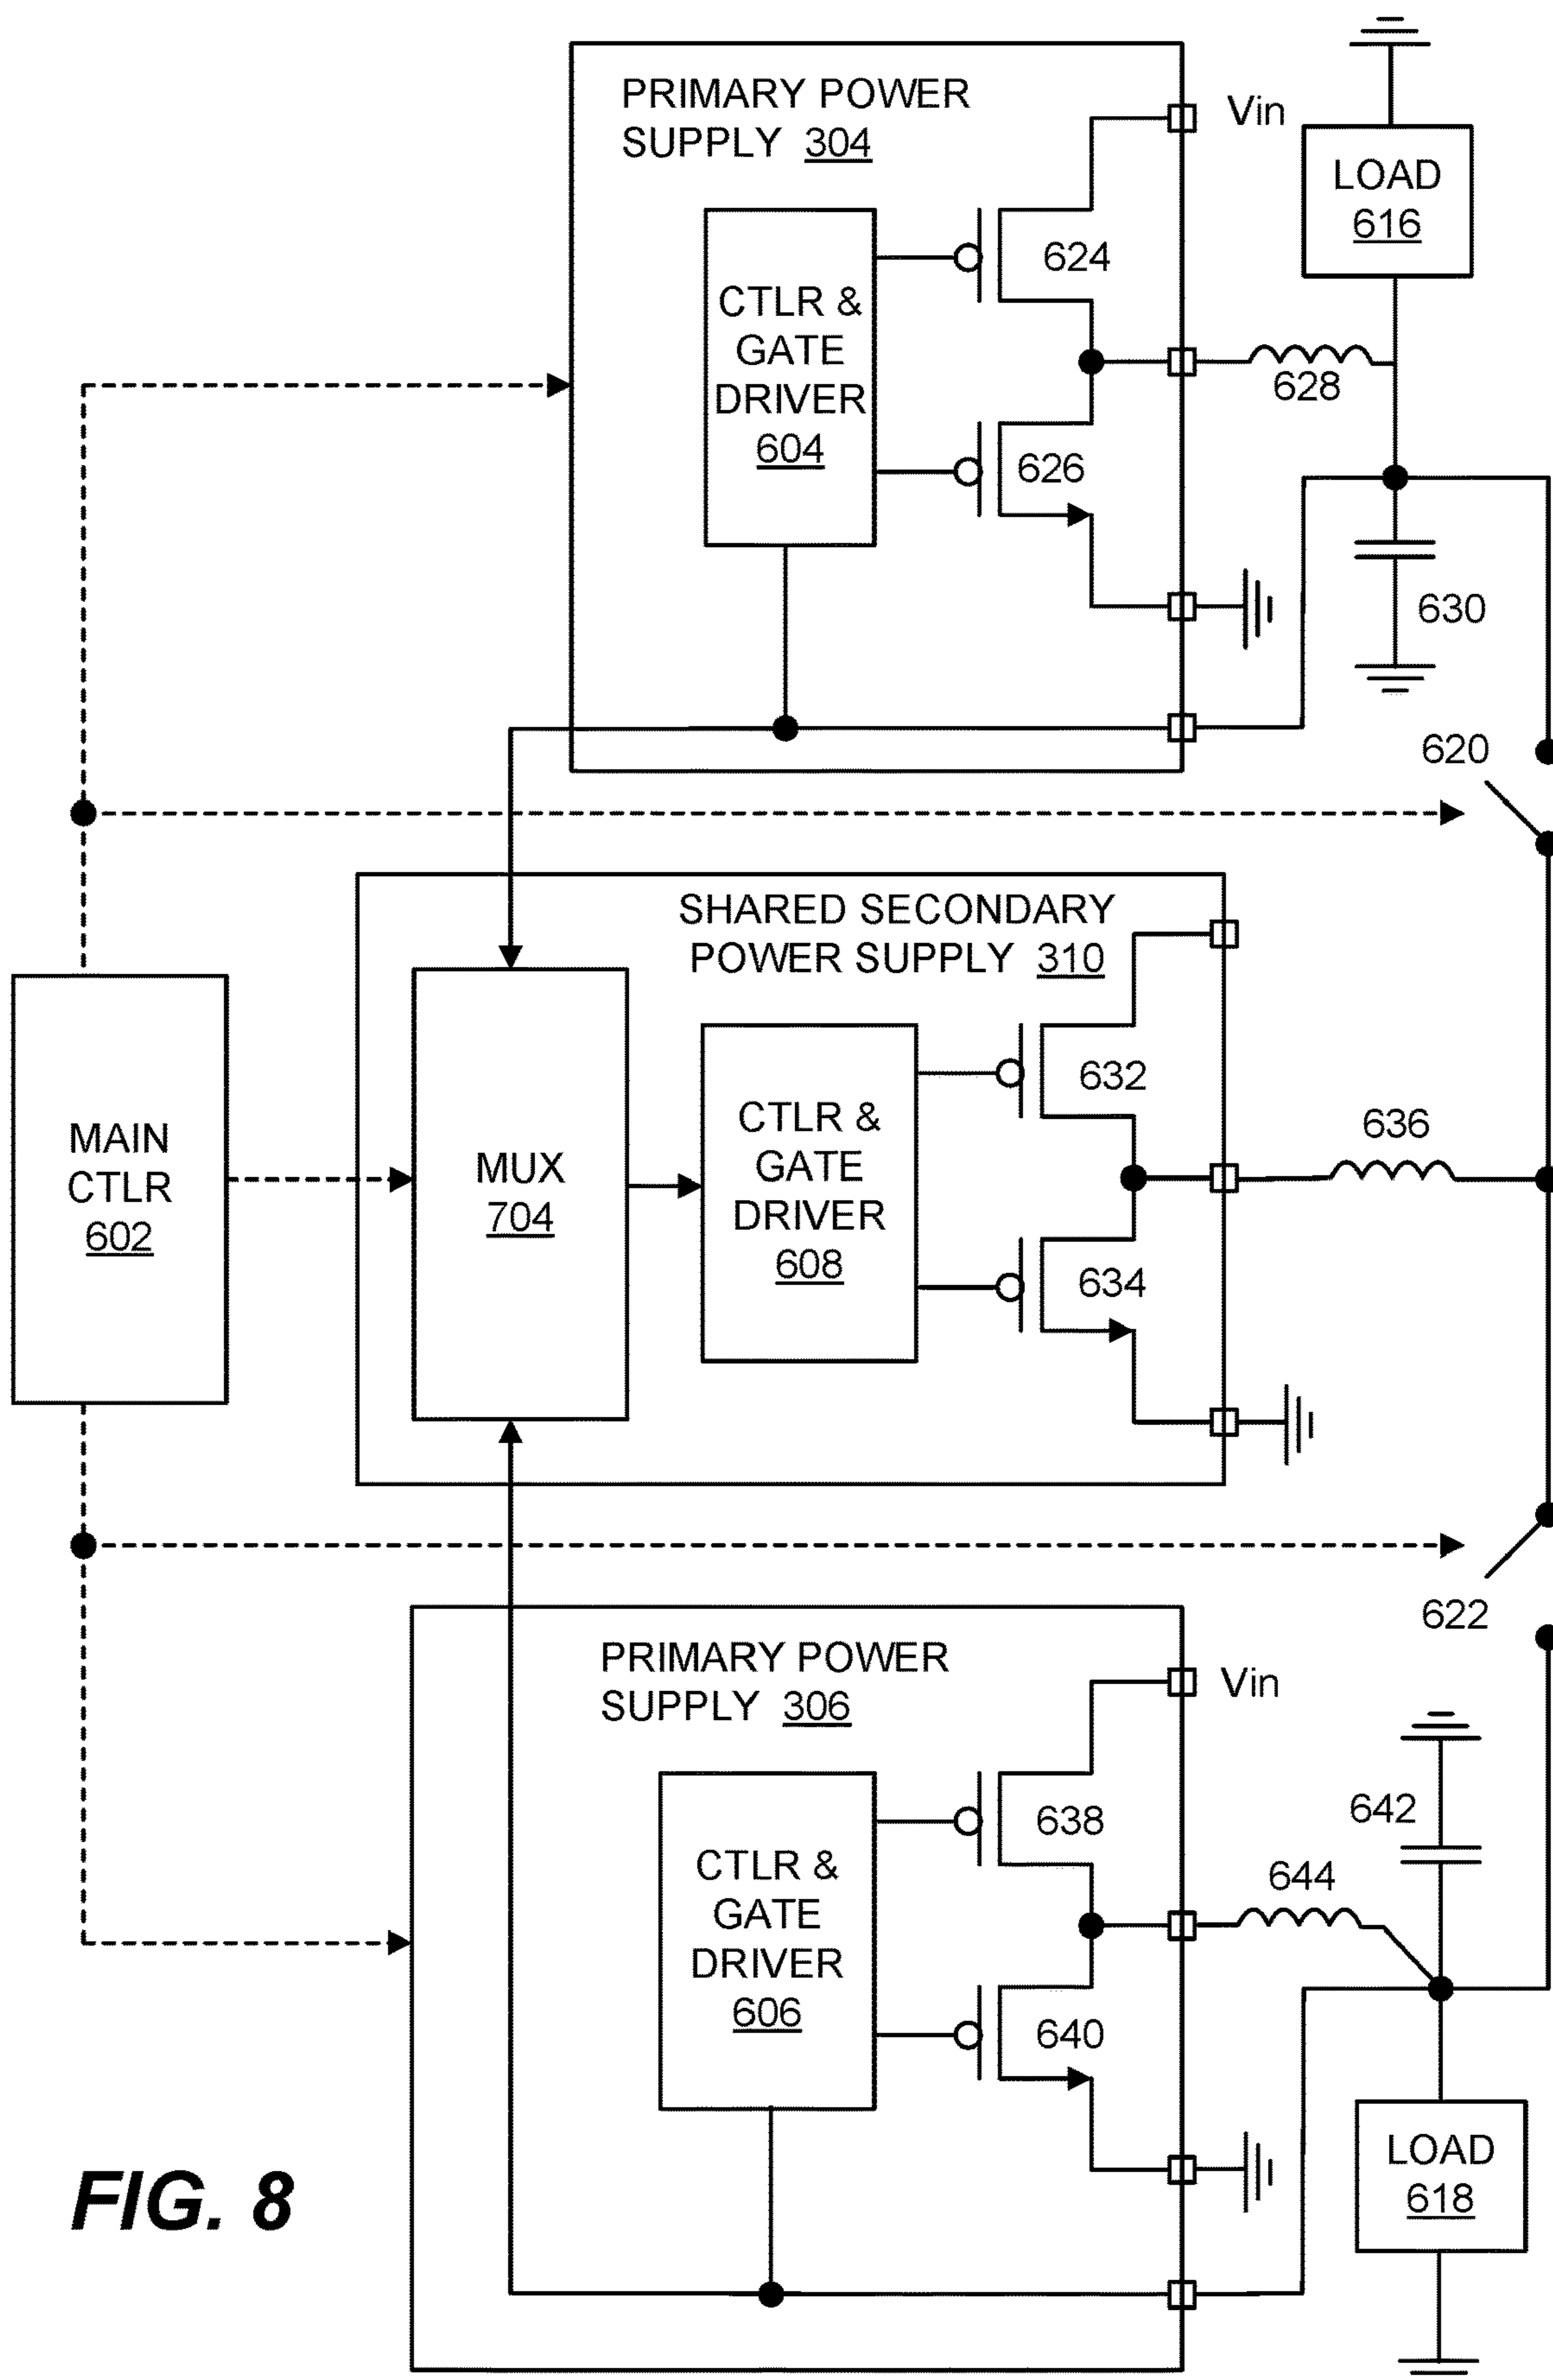 PRIMARY POWER
SUPPLY 304
Vin
LOAD
616
624
CTLR &
GATE
DRIVER
604
628
626
630
620
SHARED SECONDARY
POWER SUPPLY 310
MAIN
CTLR
602
MUX
704
CTLR &
GATE
DRIVER
608
632
636
634
622
PRIMARY POWER
SUPPLY 306
Vin
638
642
CTLR &
GATE
DRIVER
606
644
640
LOAD
618
FIG. 8